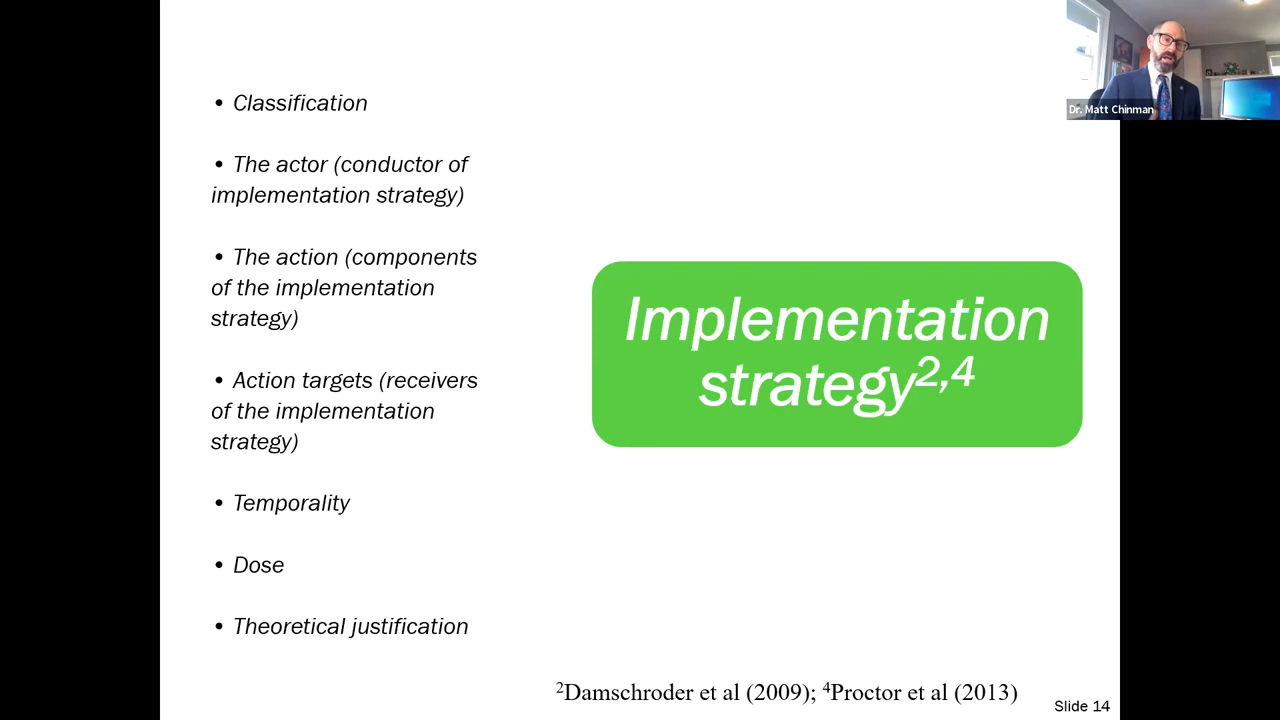 • Classification
• The actor (conductor of
implementation strategy)
• The action (components
of the implementation
strategy)
• Action targets (receivers
of the implementation
strategy)
• Temporality
• Dose
• Theoretical justification
Implementation
strategy2,4
2Damschroder et al (2009); 4Proctor et al (2013)
Slide 14
Dr. Matt Chinman